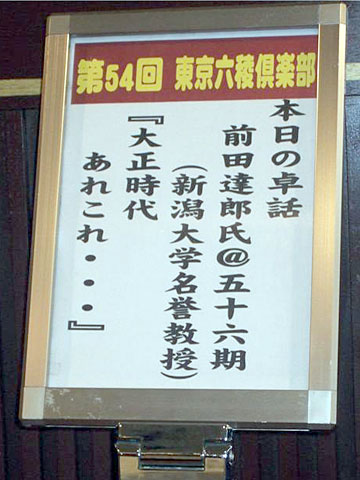 第54回 東京六稜倶楽部
本日の卓話
前田達郎氏@五十六期
(新潟大学名誉教授)
『大正時代
あれこれ・・・』